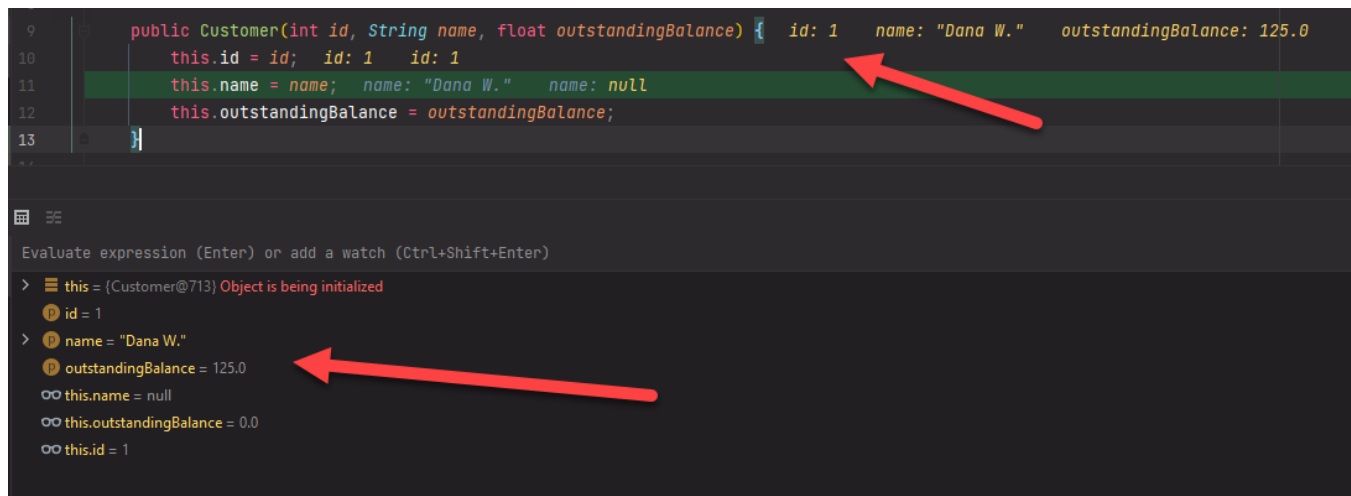 9 public Customer(int id, String name, float outstandingBalance) { id: 1 name: "Dana W." outstandingBalance: 125.0
10 this.id = id; id: 1 id: 1
11 this.name = name; name: "Dana W." name: null
12 this.outstandingBalance = outstandingBalance;
13 }
Evaluate expression (Enter) or add a watch (Ctrl+Shift+Enter)
this = {Customer@713} Object is being initialized
p id = 1
p name = "Dana W."
p outstandingBalance = 125.0
this.name = null
this.outstandingBalance = 0.0
this.id = 1